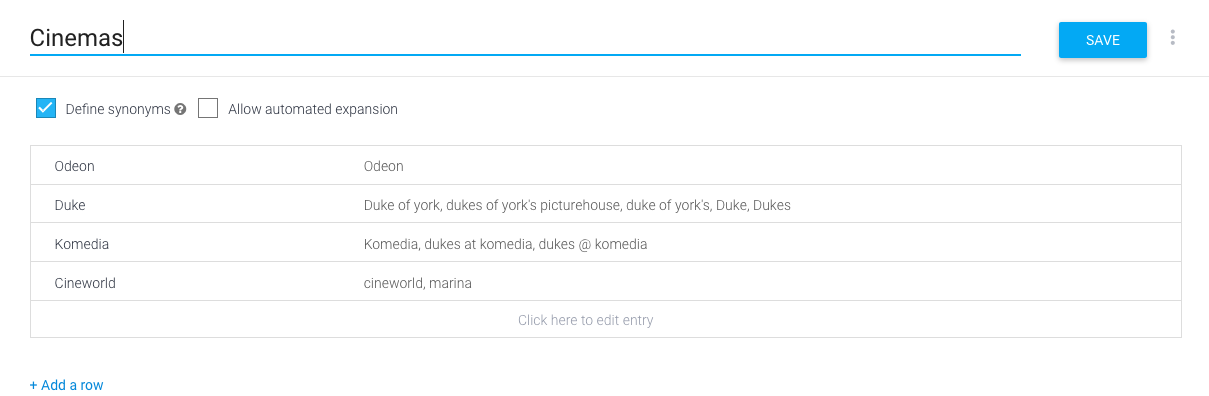 Cinemas
SAVE
Define synonyms
Allow automated expansion
Odeon Odeon
Duke Duke of york, dukes of york's picturehouse, duke of york's, Duke, Dukes
Komedia Komedia, dukes at komedia, dukes @ komedia
Cineworld cineworld, marina
Click here to edit entry
+ Add a row